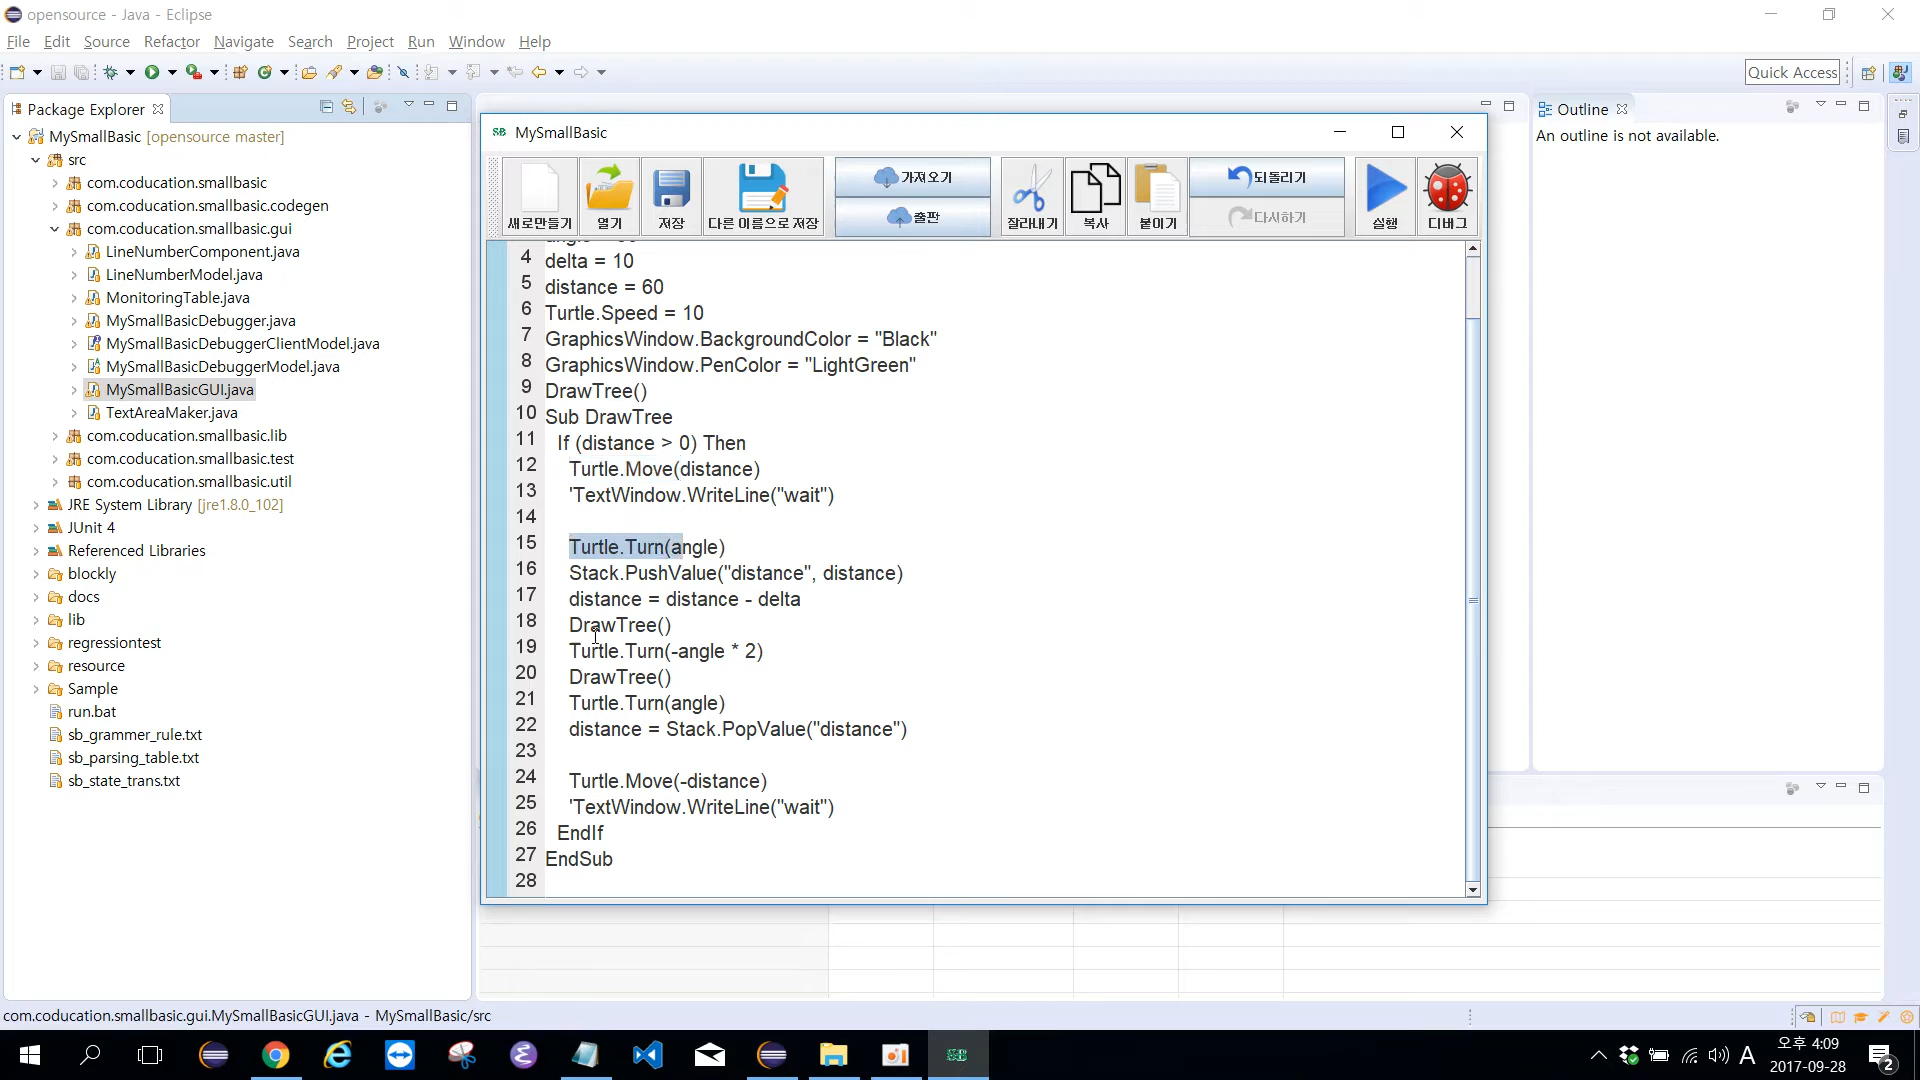 opensource - Java - Eclipse
File Edit Source Refactor Navigate Search Project Run Window Help
Quick Access
Package Explorer
MySmallBasic [opensource master]
src
com.coducation.smallbasic
com.coducation.smallbasic.codegen
com.coducation.smallbasic.gui
LineNumberComponent.java
LineNumberModel.java
MonitoringTable.java
MySmallBasicDebugger.java
MySmallBasicDebuggerClientModel.java
MySmallBasicDebuggerModel.java
MySmallBasicGUI.java
TextAreaMaker.java
com.coducation.smallbasic.lib
com.coducation.smallbasic.test
com.coducation.smallbasic.util
JRE System Library [jre1.8.0_102]
JUnit 4
Referenced Libraries
blockly
docs
lib
regressiontest
resource
Sample
run.bat
sb_grammer_rule.txt
sb_parsing_table.txt
sb_state_trans.txt
SB MySmallBasic
새로만들기 열기 저장 다른 이름으로 저장 가져오기 출판 잘라내기 복사 붙이기 되돌리기 다시하기 실행 디버그
4 delta = 10
5 distance = 60
6 Turtle.Speed = 10
7 GraphicsWindow.BackgroundColor = "Black"
8 GraphicsWindow.PenColor = "LightGreen"
9 DrawTree()
10 Sub DrawTree
11 If (distance > 0) Then
12 Turtle.Move(distance)
13 'TextWindow.WriteLine("wait")
14
15 Turtle.Turn(angle)
16 Stack.PushValue("distance", distance)
17 distance = distance - delta
18 DrawTree()
19 Turtle.Turn(-angle * 2)
20 DrawTree()
21 Turtle.Turn(angle)
22 distance = Stack.PopValue("distance")
23
24 Turtle.Move(-distance)
25 'TextWindow.WriteLine("wait")
26 EndIf
27 EndSub
28
Outline
An outline is not available.
com.coducation.smallbasic.gui.MySmallBasicGUI.java - MySmallBasic/src
SB
A
오후 4:09
2017-09-28
2